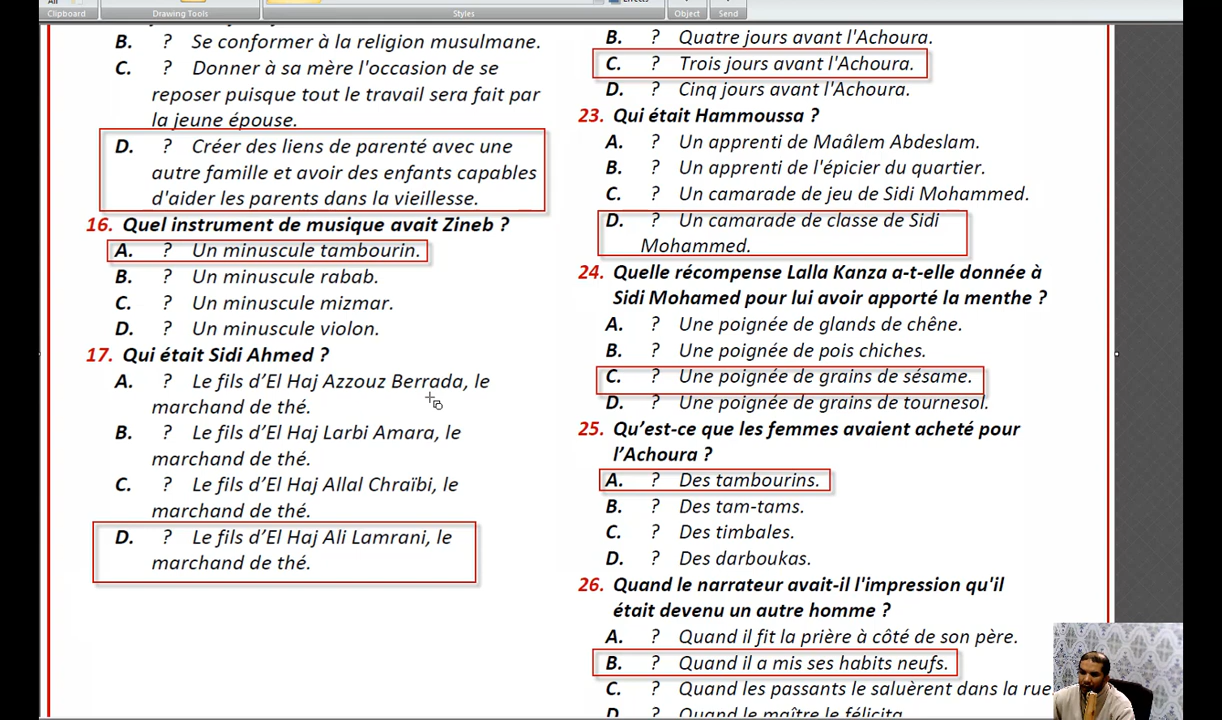 All
Effects
Clipboard
Drawing Tools
Styles
Object
Send
B. ? Se conformer à la religion musulmane.
C. ? Donner à sa mère l'occasion de se
reposer puisque tout le travail sera fait par
la jeune épouse.
D. ? Créer des liens de parenté avec une
autre famille et avoir des enfants capables
d'aider les parents dans la vieillesse.
16. Quel instrument de musique avait Zineb ?
A. ? Un minuscule tambourin.
B. ? Un minuscule rabab.
C. ? Un minuscule mizmar.
D. ? Un minuscule violon.
17. Qui était Sidi Ahmed ?
A. ? Le fils d’El Haj Azzouz Berrada, le
marchand de thé.
B. ? Le fils d’El Haj Larbi Amara, le
marchand de thé.
C. ? Le fils d’El Haj Allal Chraïbi, le
marchand de thé.
D. ? Le fils d’El Haj Ali Lamrani, le
marchand de thé.
B. ? Quatre jours avant l'Achoura.
C. ? Trois jours avant l'Achoura.
D. ? Cinq jours avant l'Achoura.
23. Qui était Hammoussa ?
A. ? Un apprenti de Maâlem Abdeslam.
B. ? Un apprenti de l'épicier du quartier.
C. ? Un camarade de jeu de Sidi Mohammed.
D. ? Un camarade de classe de Sidi
Mohammed.
24. Quelle récompense Lalla Kanza a-t-elle donnée à
Sidi Mohamed pour lui avoir apporté la menthe ?
A. ? Une poignée de glands de chêne.
B. ? Une poignée de pois chiches.
C. ? Une poignée de grains de sésame.
D. ? Une poignée de grains de tournesol.
25. Qu’est-ce que les femmes avaient acheté pour
l’Achoura ?
A. ? Des tambourins.
B. ? Des tam-tams.
C. ? Des timbales.
D. ? Des darboukas.
26. Quand le narrateur avait-il l'impression qu'il
était devenu un autre homme ?
A. ? Quand il fit la prière à côté de son père.
B. ? Quand il a mis ses habits neufs.
C. ? Quand les passants le saluèrent dans la rue
D. ? Quand le maître le félicita